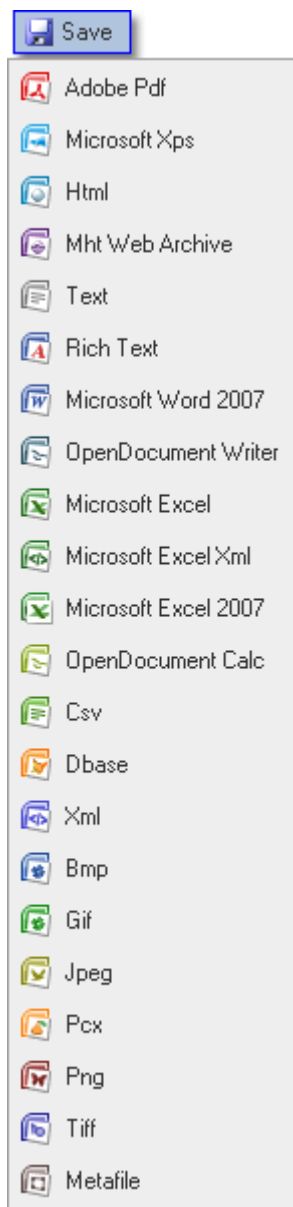 Save
Adobe Pdf
Microsoft Xps
Html
Mht Web Archive
Text
Rich Text
Microsoft Word 2007
OpenDocument Writer
Microsoft Excel
Microsoft Excel Xml
Microsoft Excel 2007
OpenDocument Calc
Csv
Dbase
Xml
Bmp
Gif
Jpeg
Pcx
Png
Tiff
Metafile